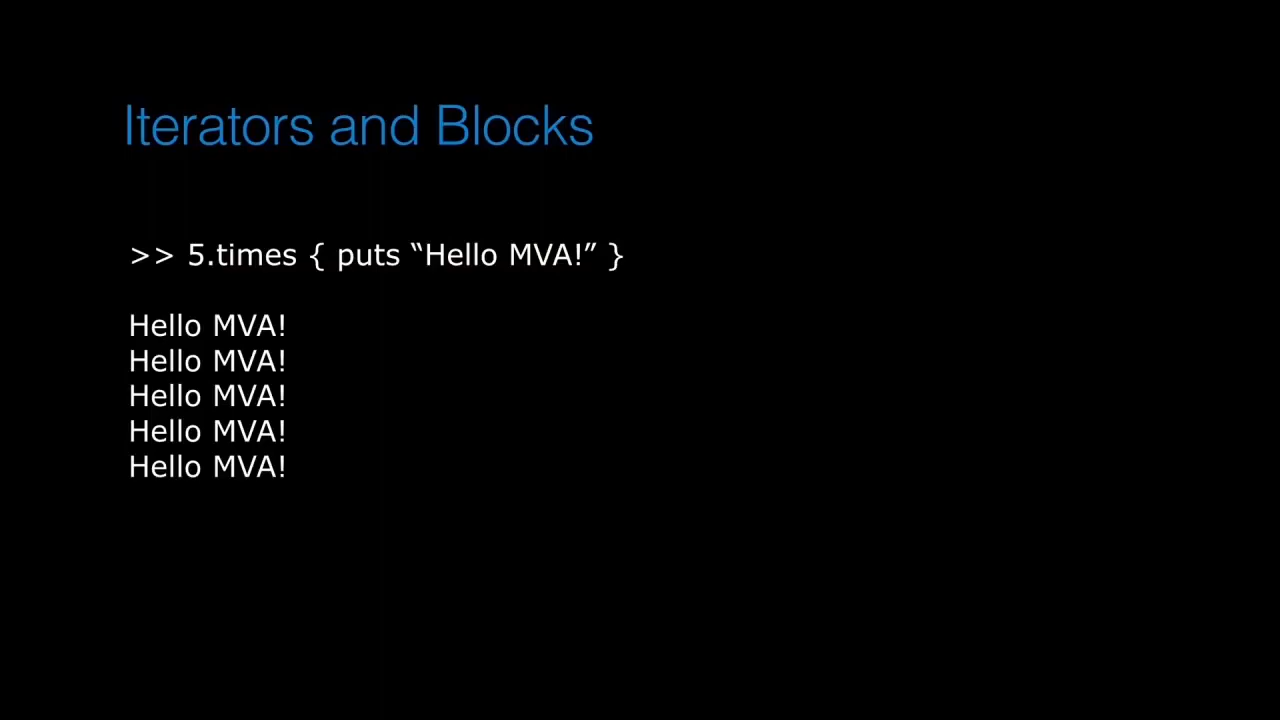 Iterators and Blocks
>> 5.times { puts “Hello MVA!” }
Hello MVA!
Hello MVA!
Hello MVA!
Hello MVA!
Hello MVA!